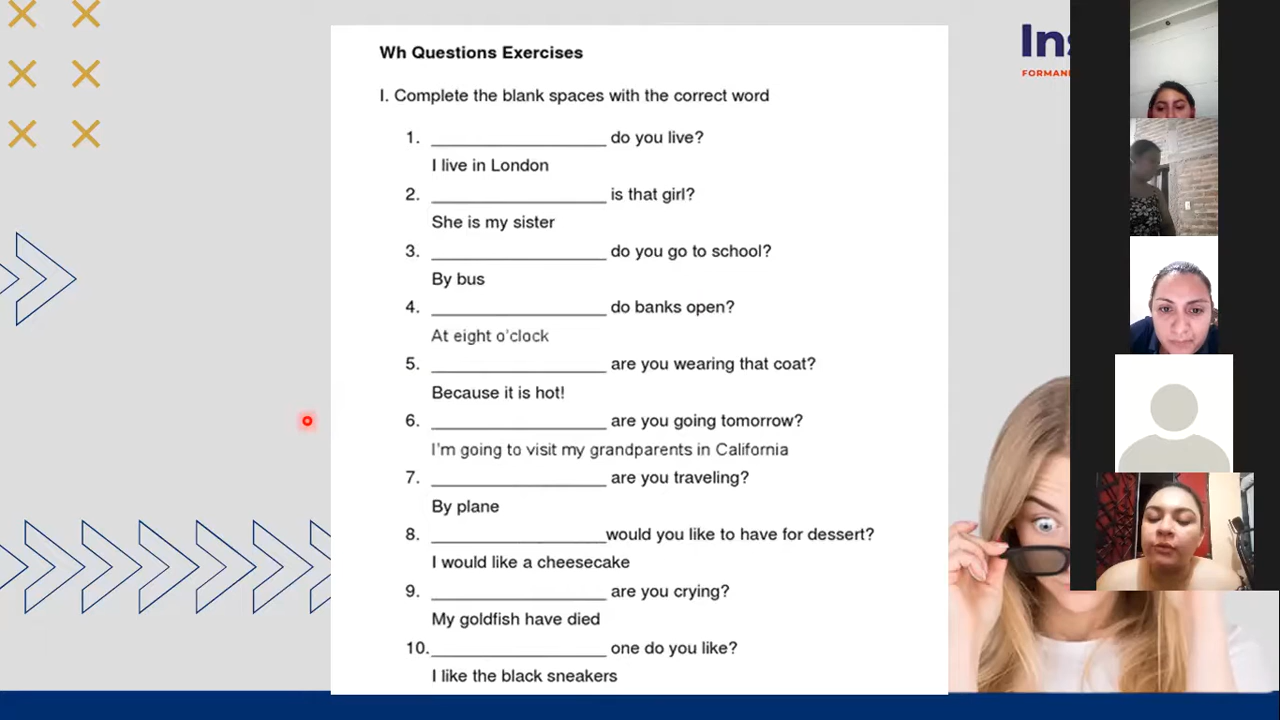 Wh Questions Exercises
I. Complete the blank spaces with the correct word
1. ___________________ do you live?
I live in London
2. ___________________ is that girl?
She is my sister
3. ___________________ do you go to school?
By bus
4. ___________________ do banks open?
At eight o'clock
5. ___________________ are you wearing that coat?
Because it is hot!
6. ___________________ are you going tomorrow?
I'm going to visit my grandparents in California
7. ___________________ are you traveling?
By plane
8. ___________________would you like to have for dessert?
I would like a cheesecake
9. ___________________ are you crying?
My goldfish have died
10. ___________________ one do you like?
I like the black sneakers